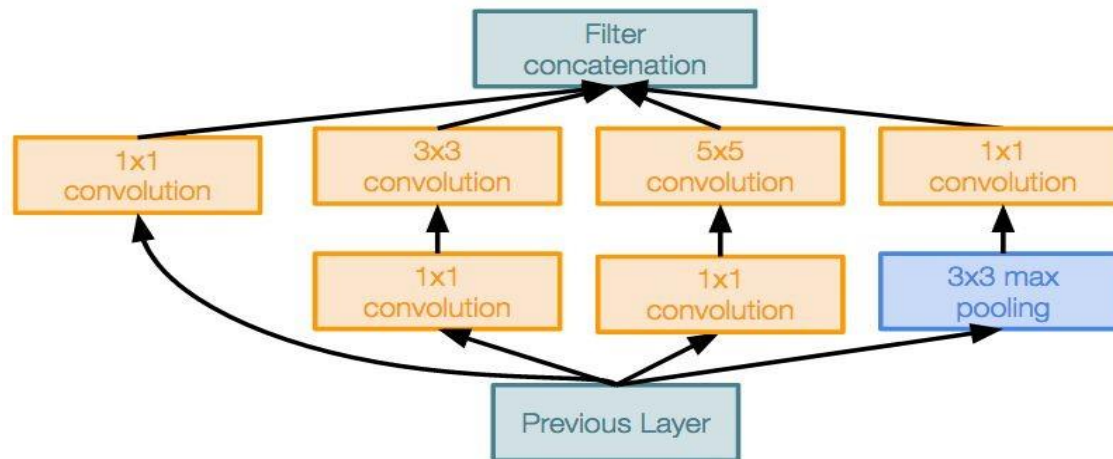 Filter
concatenation
1x1
convolution
3x3
convolution
5x5
convolution
1x1
convolution
1x1
convolution
1x1
convolution
3x3 max
pooling
Previous Layer